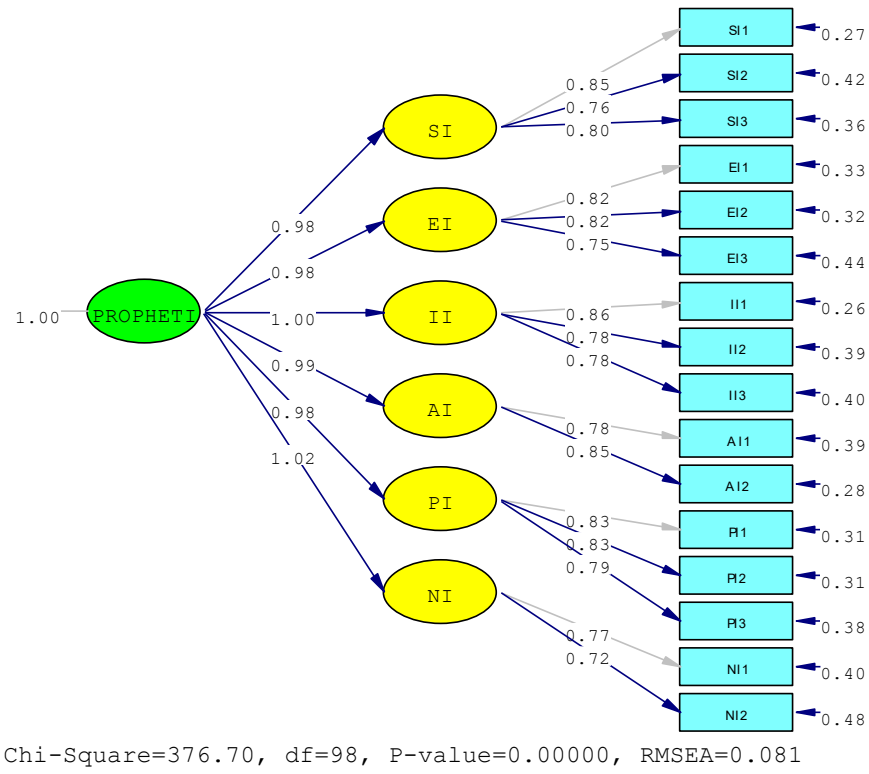 SI1
0.27
SI2
0.42
SI3
0.36
EI1
0.33
EI2
0.32
EI3
0.44
II1
0.26
II2
0.39
II3
0.40
AI1
0.39
AI2
0.28
PI1
0.31
PI2
0.31
PI3
0.38
NI1
0.40
NI2
0.48
0.85
0.76
0.80
0.82
0.82
0.75
0.86
0.78
0.78
0.78
0.85
0.83
0.83
0.79
0.77
0.72
SI
EI
II
AI
PI
NI
0.98
0.98
1.00
0.99
0.98
1.02
1.00
PROPHETI
Chi-Square=376.70, df=98, P-value=0.00000, RMSEA=0.081